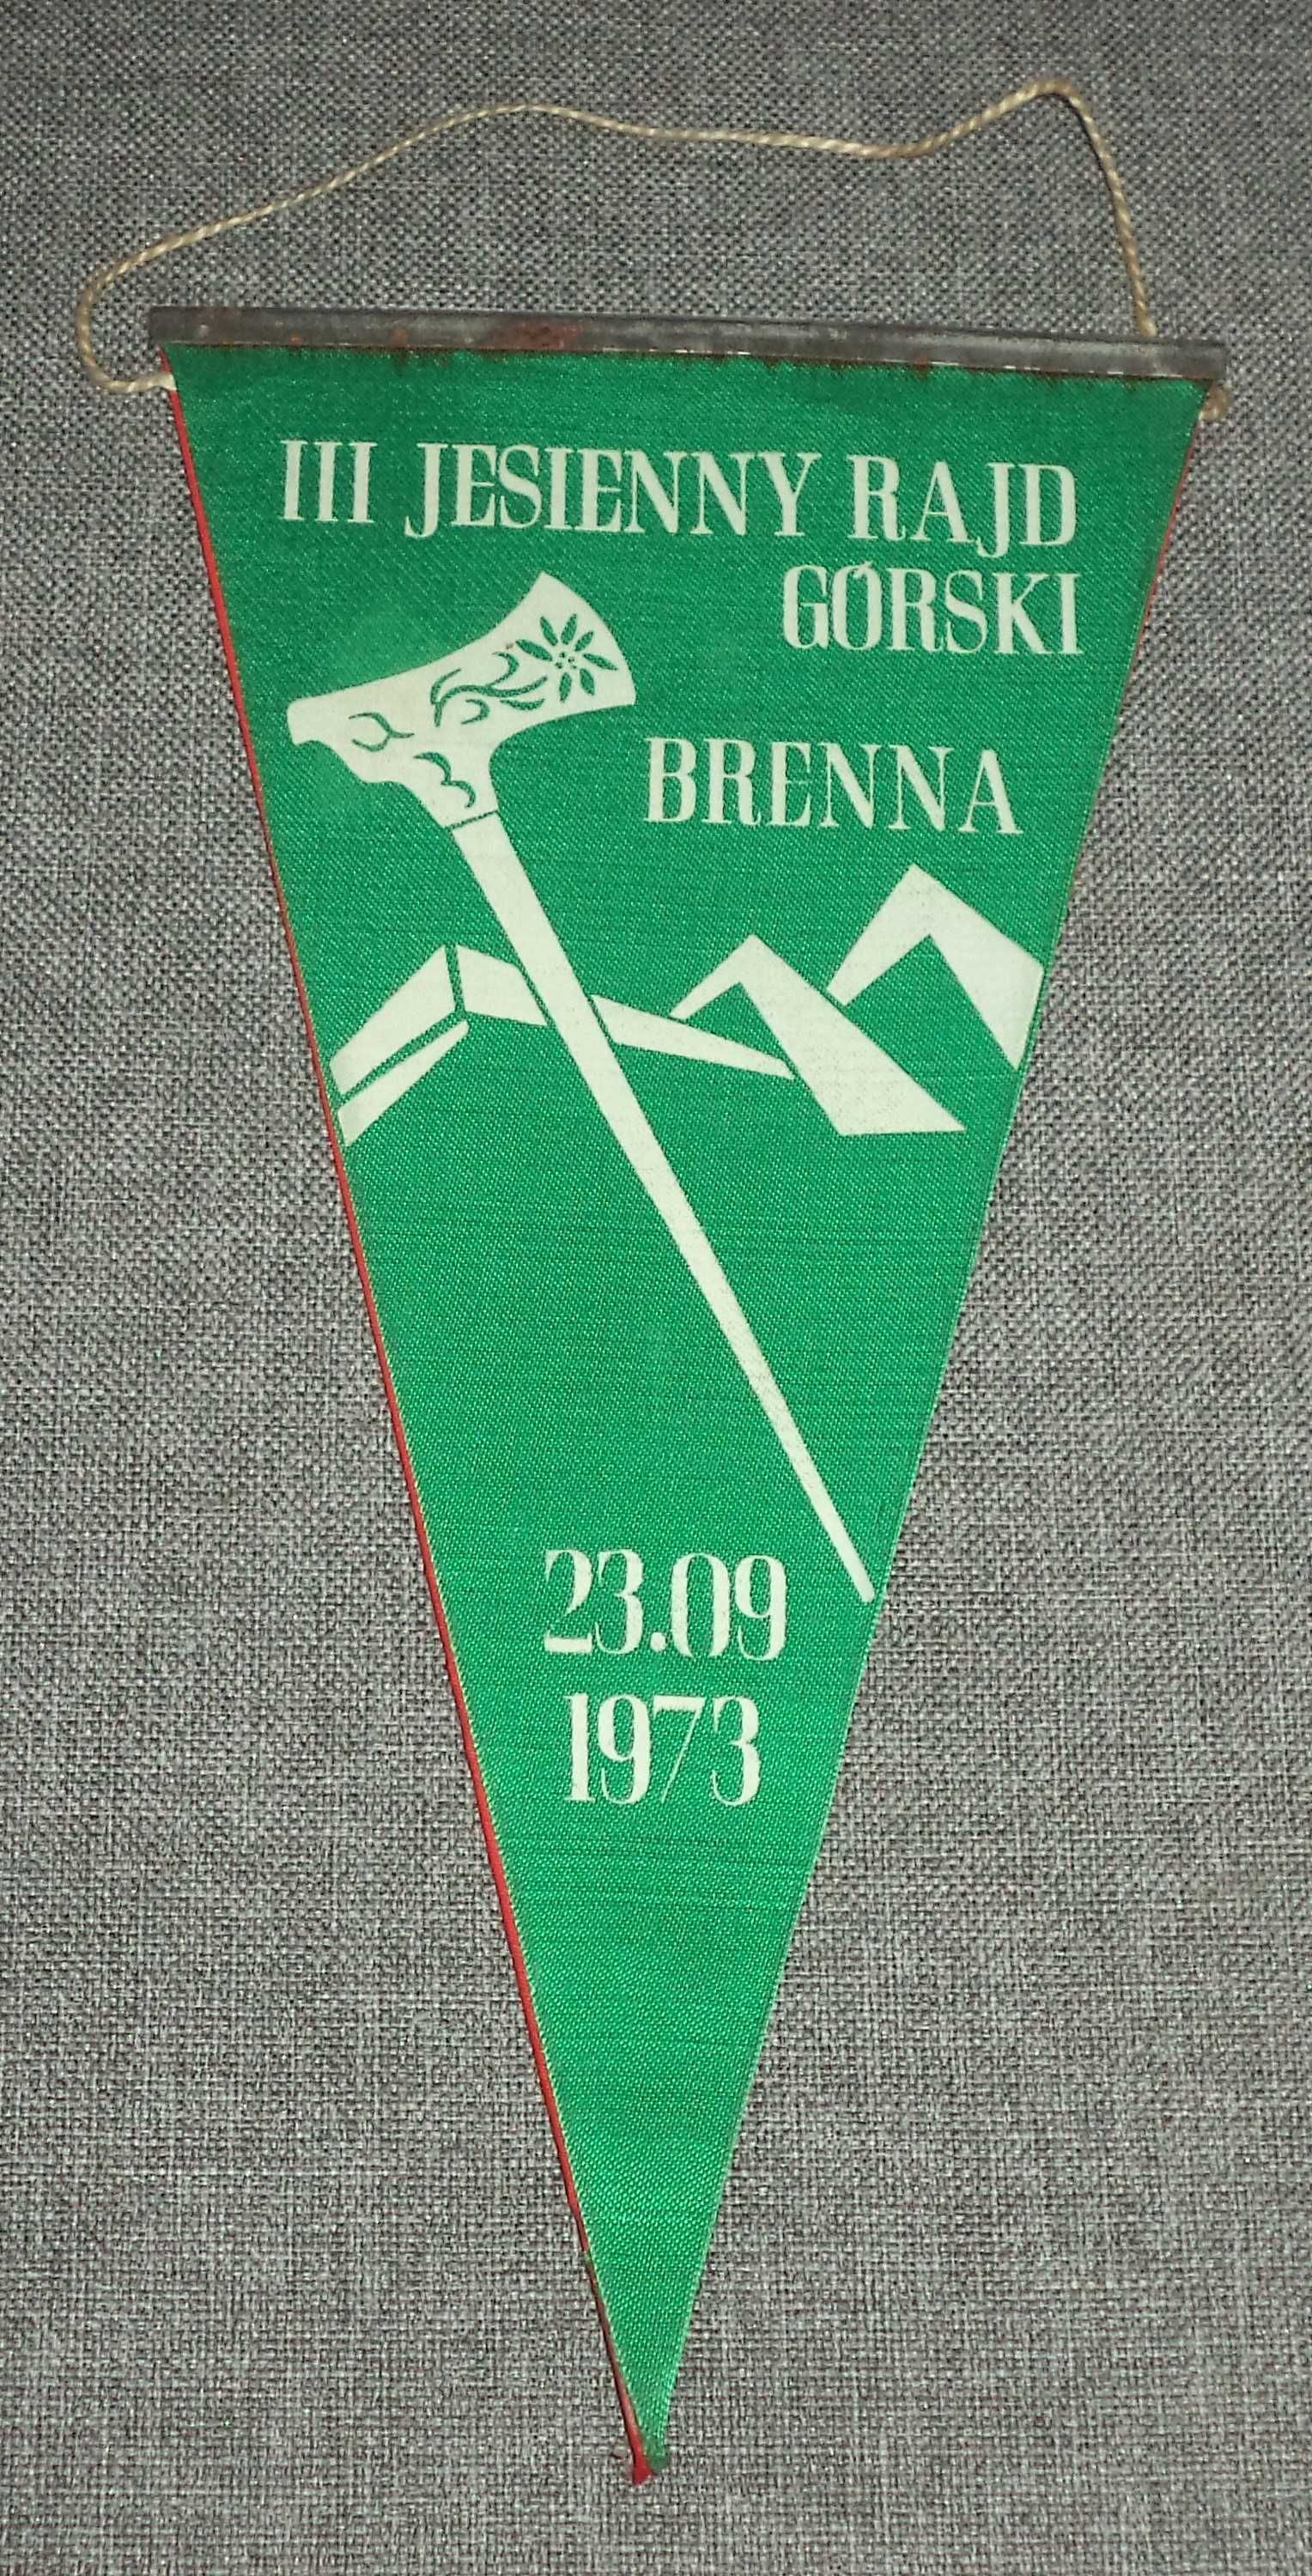 III JESIENNY RAJD
GÓRSKI
BRENNA
23.09
1973